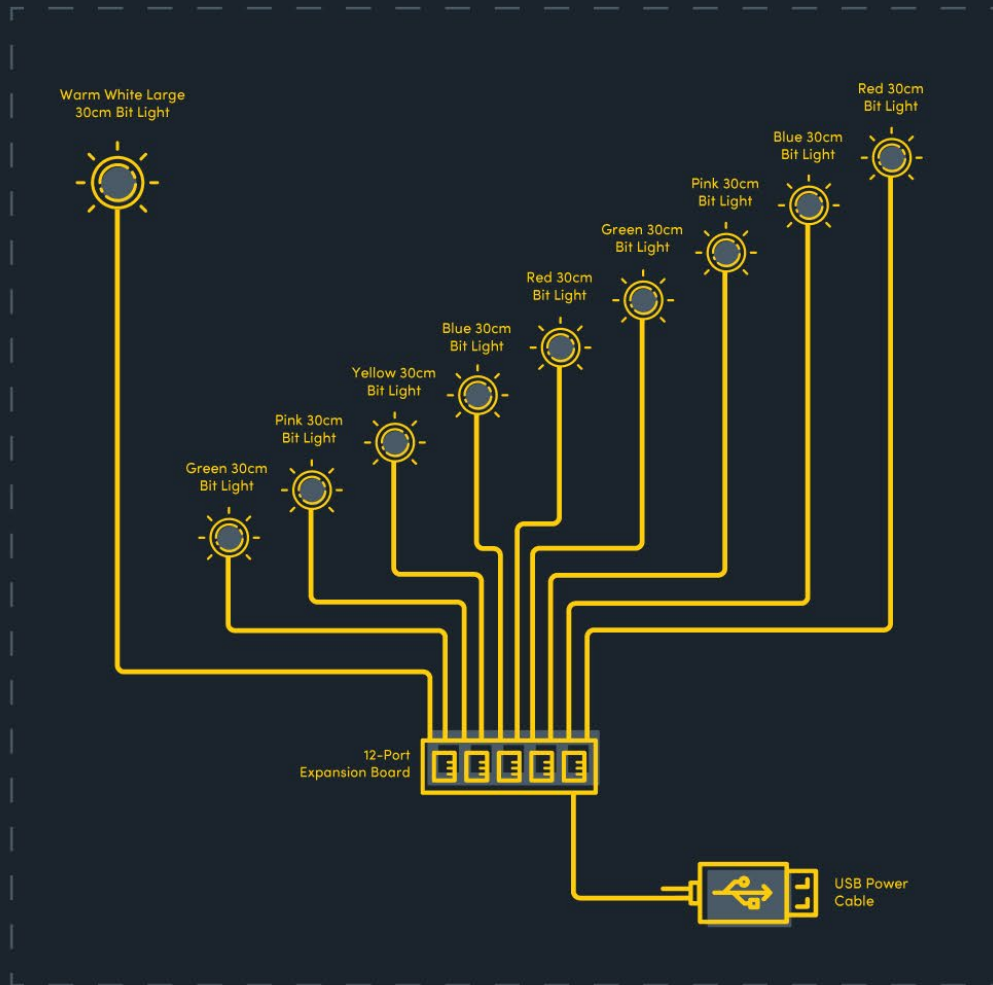 Warm White Large
30cm Bit Light
Red 30cm
Bit Light
Blue 30cm
Bit Light
Pink 30cm
Bit Light
Green 30cm
Bit Light
Red 30cm
Bit Light
Blue 30cm
Bit Light
Yellow 30cm
Bit Light
Pink 30cm
Bit Light
Green 30cm
Bit Light
12-Port
Expansion Board
USB Power
Cable